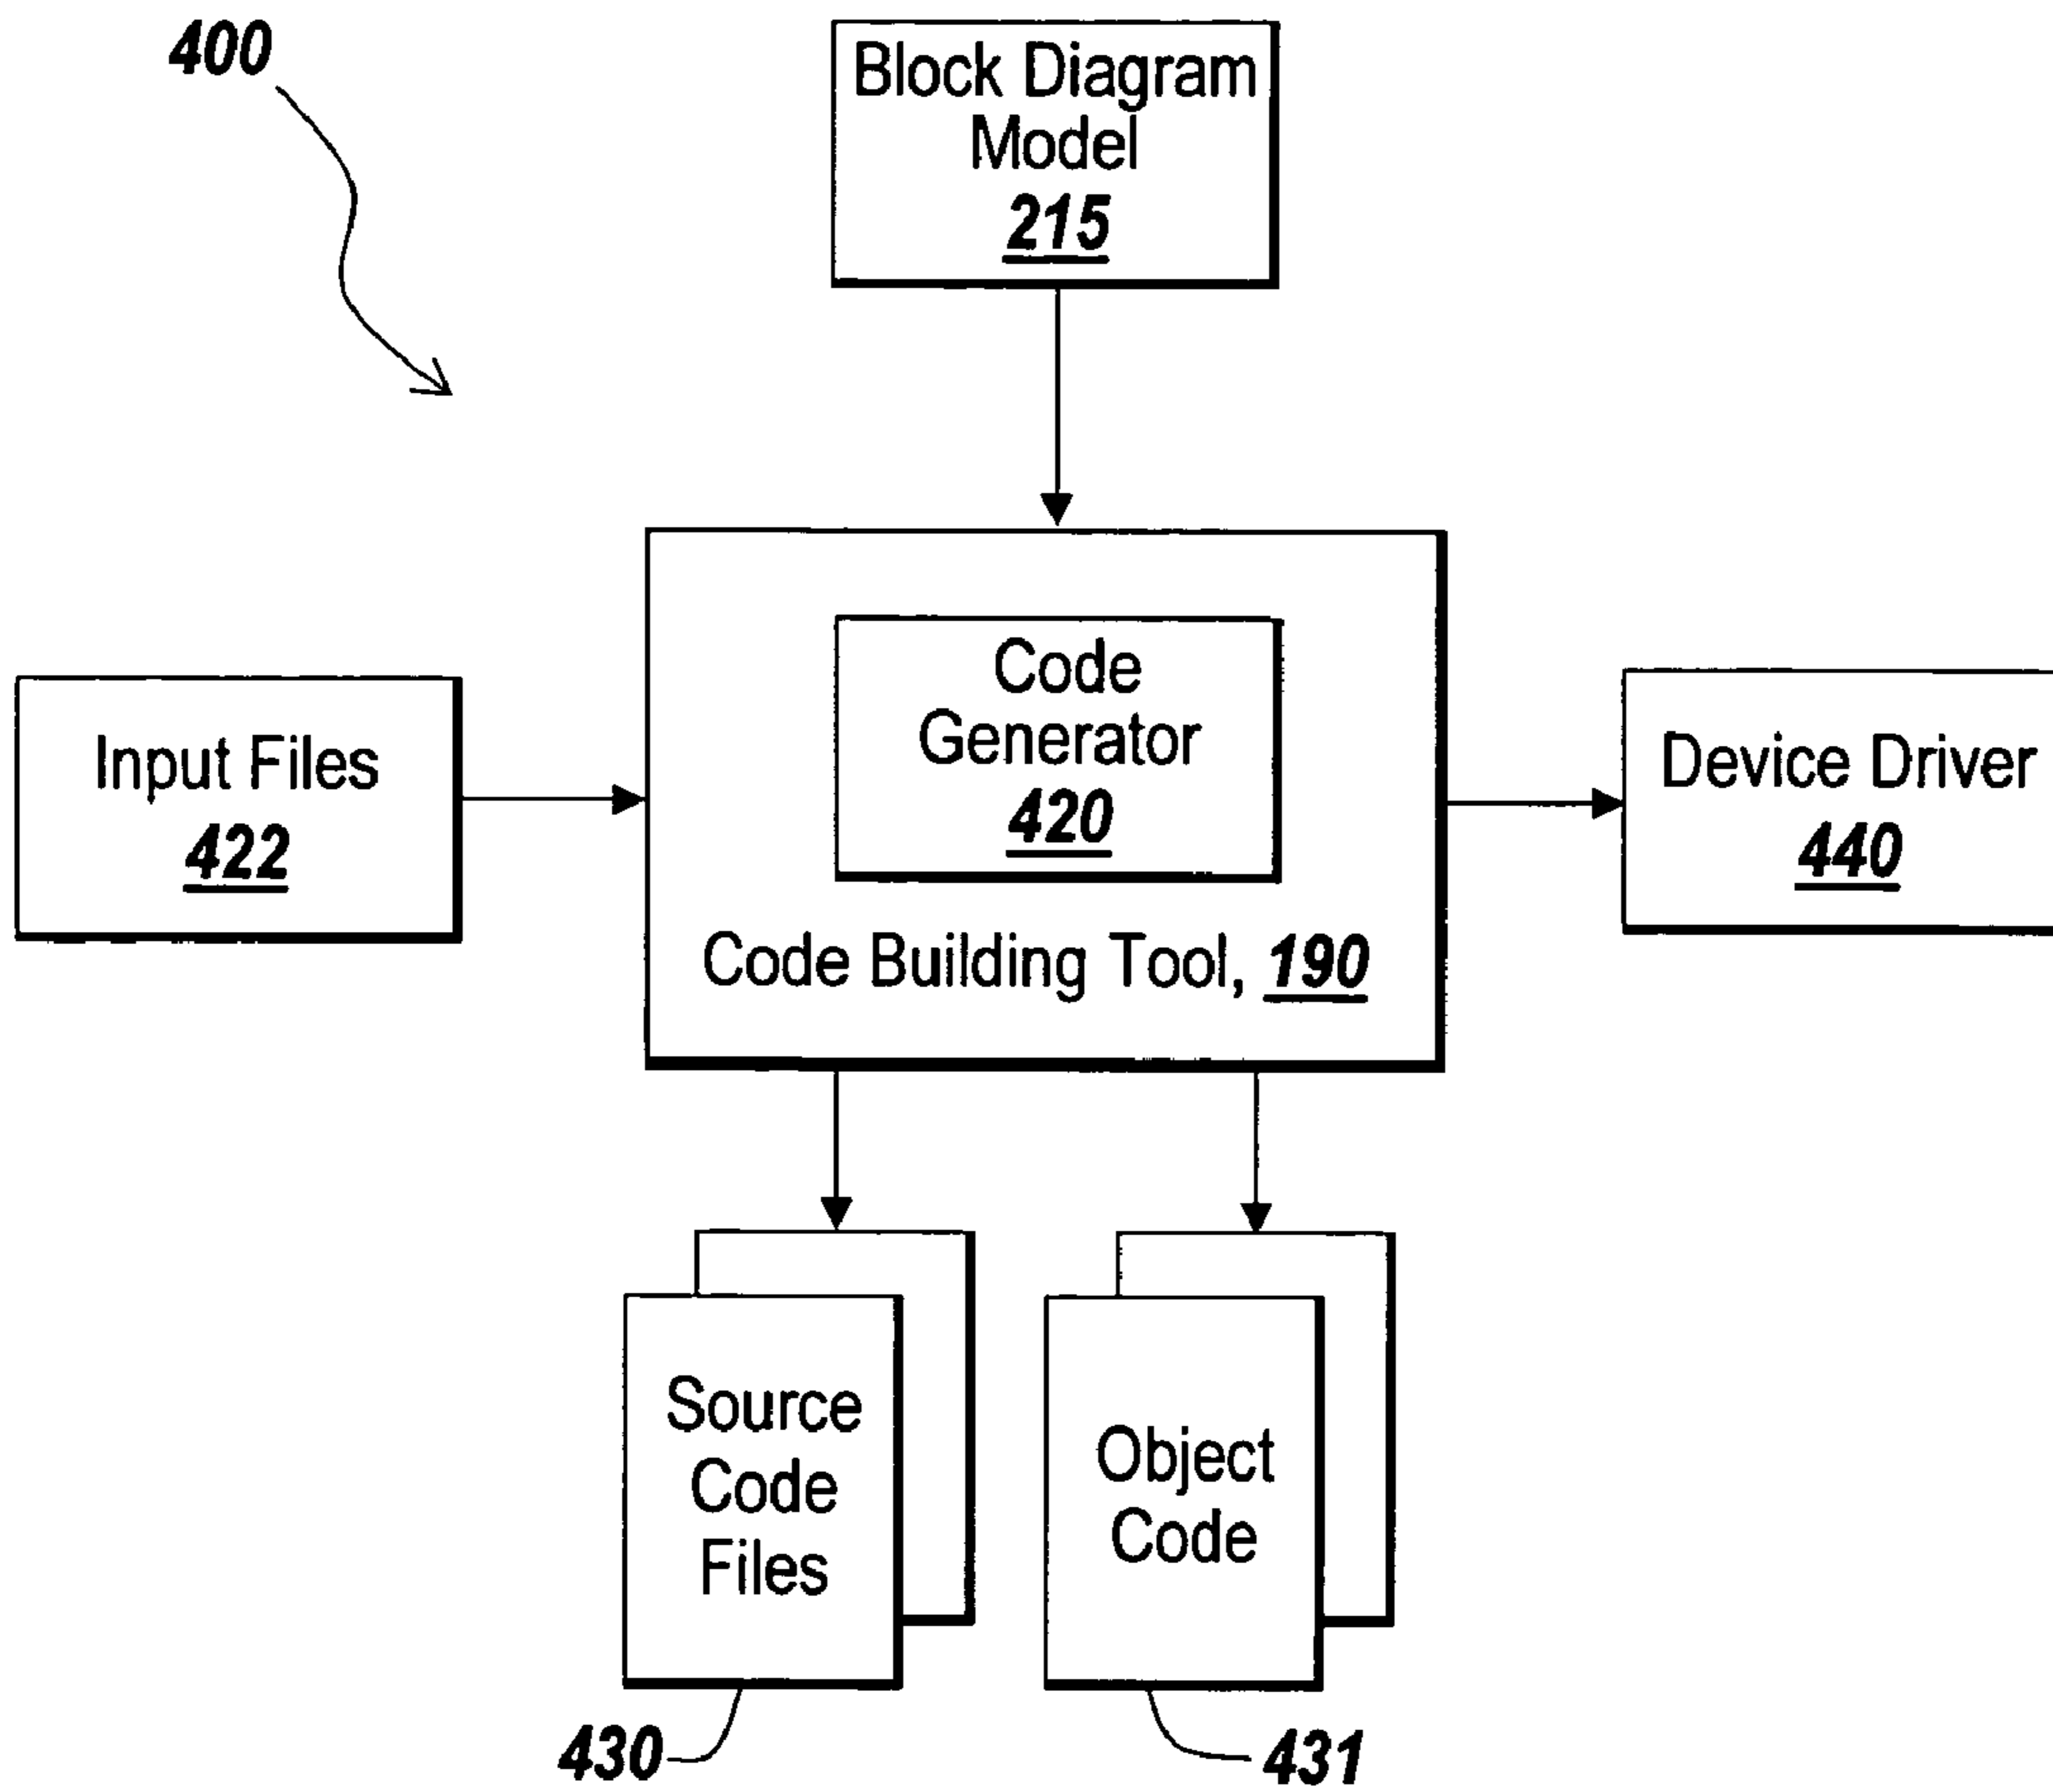 400
Block Diagram
Model
215
Code
Generator
420
Code Building Tool, 190
Input Files
422
Device Driver
440
Source
Code
Files
Object
Code
430
431